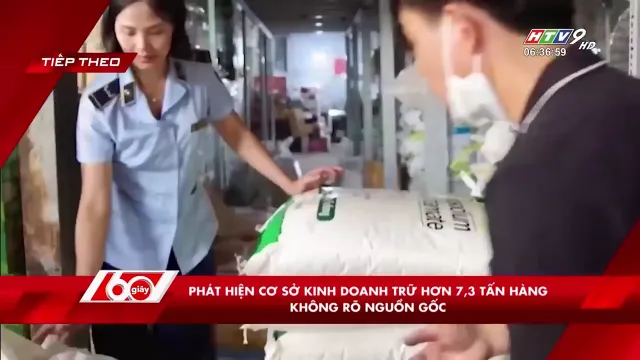 HTV9 HD
06:36:59
TIẾP THEO
60 giây
PHÁT HIỆN CƠ SỞ KINH DOANH TRỮ HƠN 7,3 TẤN HÀNG
KHÔNG RÕ NGUỒN GỐC